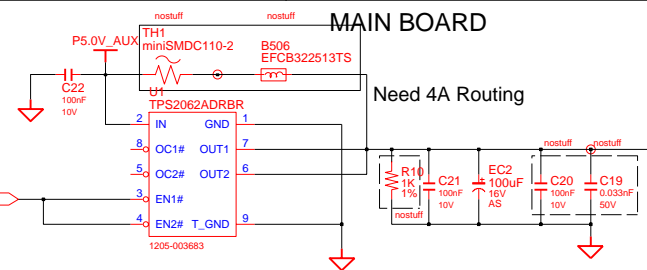 nostuff
nostuff
MAIN BOARD
TH1
miniSMDC110-2
P5.0V_AUX
B506
EFCB322513TS
C22
100nF
10V
U1
TPS2062ADRBR
Need 4A Routing
2 IN GND 1
8 OC1# OUT1 7
5 OC2# OUT2 6
3 EN1#
4 EN2# T_GND 9
1205-003683
nostuff
nostuff
R10
1K
1%
nostuff
C21
100nF
10V
EC2
100uF
16V
AS
C20
100nF
10V
C19
0.033nF
50V